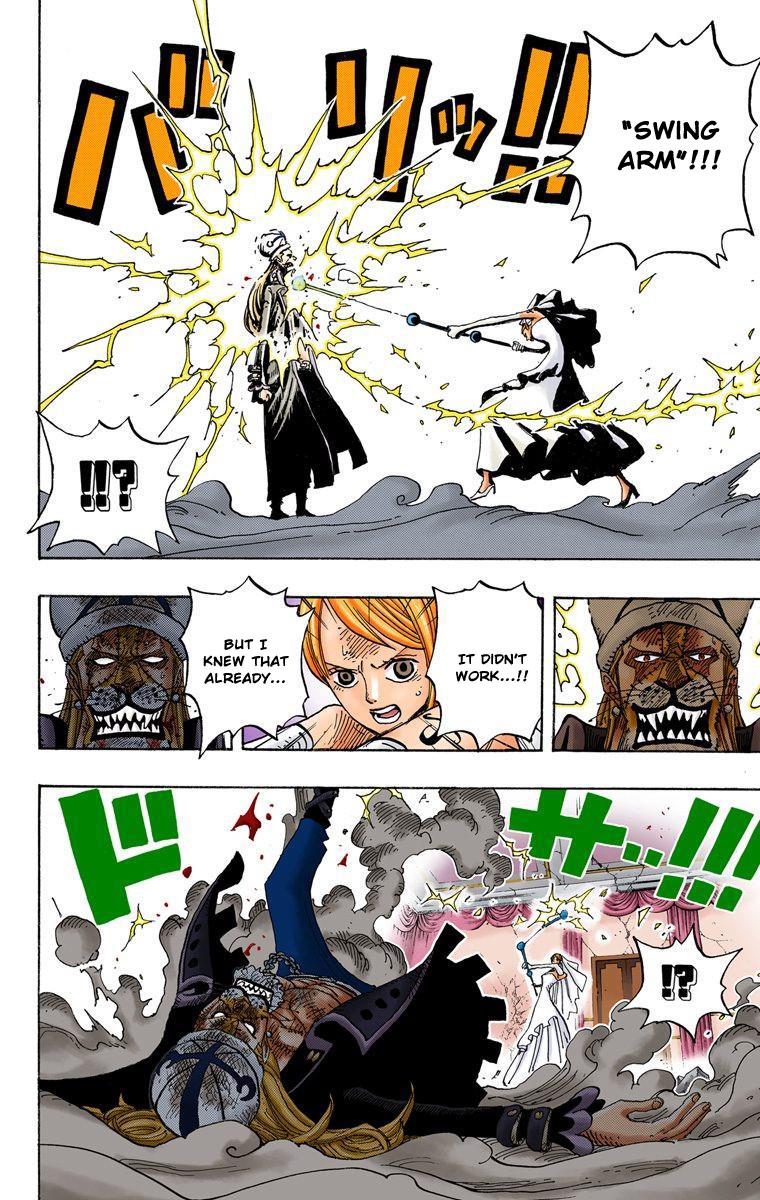 バリッ!!
"SWING
ARM"!!!
!!?
IT DIDN'T
WORK...!!
BUT I
KNEW THAT
ALREADY...
ドサッ...!!!
!?